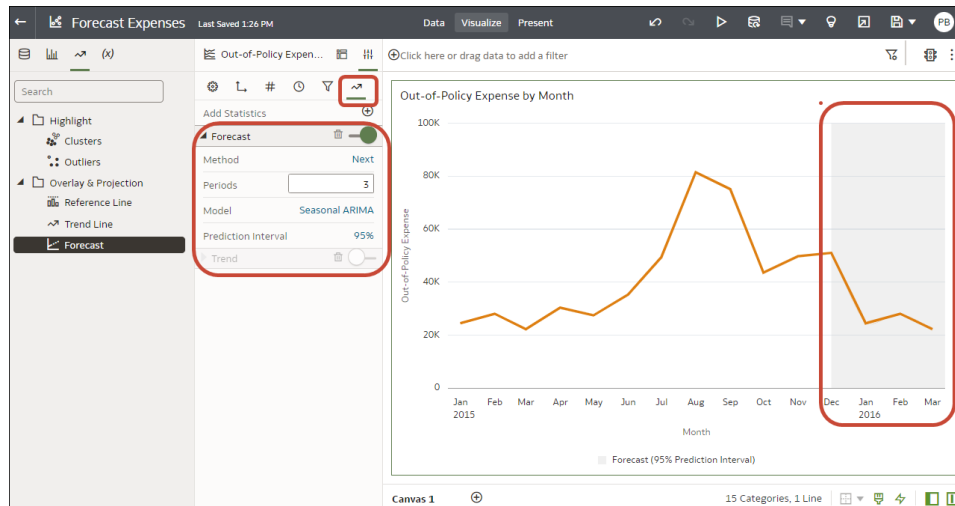 Forecast Expenses Last Saved 1:26 PM Data Visualize Present PB
(x) Out-of-Policy Expen... Click here or drag data to add a filter
Search
Highlight
Clusters
Outliers
Overlay & Projection
Reference Line
Trend Line
Forecast
#
Add Statistics
Forecast
Method Next
Periods 3
Model Seasonal ARIMA
Prediction Interval 95%
Trend
Out-of-Policy Expense by Month
Out-of-Policy Expense
100K
80K
60K
40K
20K
0
Jan Feb Mar Apr May Jun Jul Aug Sep Oct Nov Dec Jan Feb Mar
2015 2016
Month
Forecast (95% Prediction Interval)
Canvas 1 15 Categories, 1 Line